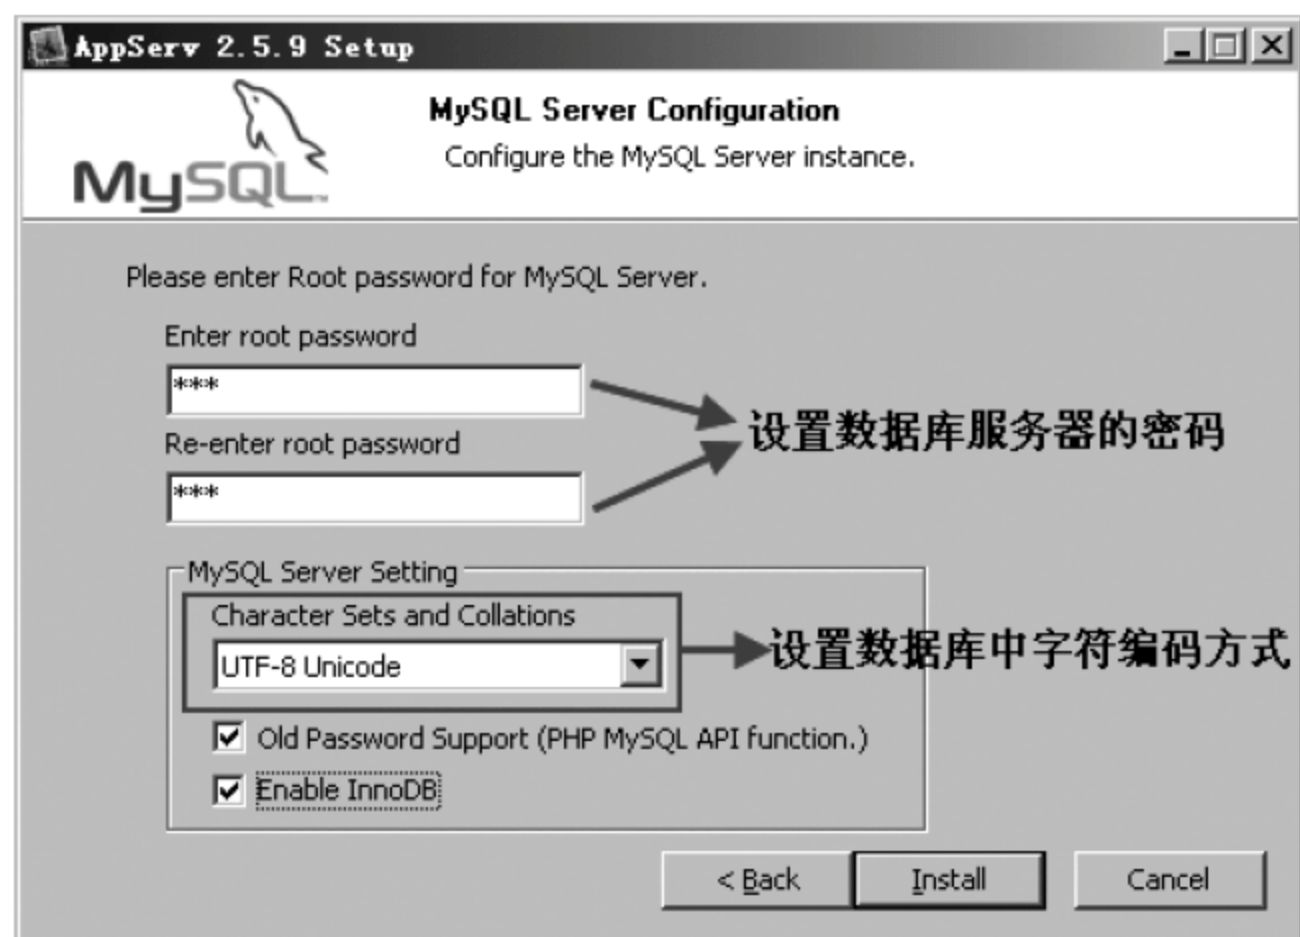 AppServ 2.5.9 Setup
MySQL
MySQL Server Configuration
Configure the MySQL Server instance.
Please enter Root password for MySQL Server.
Enter root password
***
设置数据库服务器的密码
Re-enter root password
***
MySQL Server Setting
Character Sets and Collations
UTF-8 Unicode
设置数据库中字符编码方式
Old Password Support (PHP MySQL API function.)
Enable InnoDB
< Back
Install
Cancel